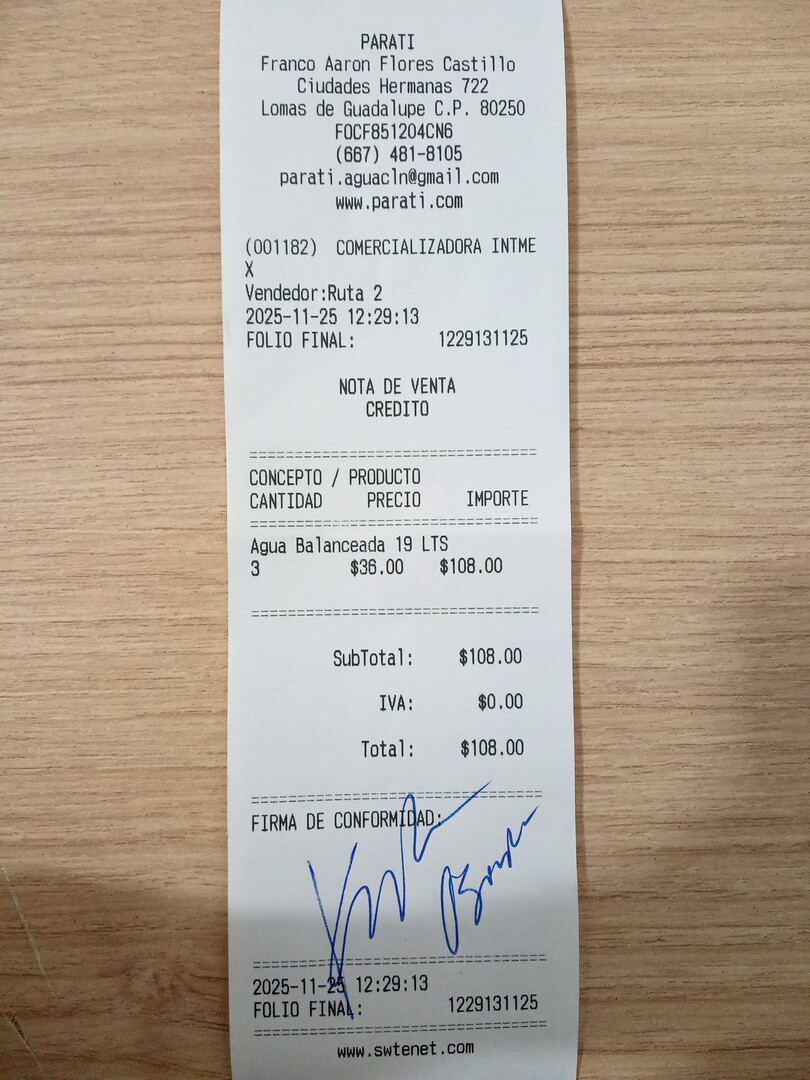 PARATI
Franco Aaron Flores Castillo
Ciudades Hermanas 722
Lomas de Guadalupe C.P. 80250
FOCF851204CN6
(667) 481-8105
parati.aguacln@gmail.com
www.parati.com
(001182) COMERCIALIZADORA INTME
X
Vendedor:Ruta 2
2025-11-25 12:29:13
FOLIO FINAL: 1229131125
NOTA DE VENTA
CREDITO
CONCEPTO / PRODUCTO
CANTIDAD PRECIO IMPORTE
Agua Balanceada 19 LTS
3 $36.00 $108.00
SubTotal: $108.00
IVA: $0.00
Total: $108.00
FIRMA DE CONFORMIDAD:
2025-11-25 12:29:13
FOLIO FINAL: 1229131125
www.swtenet.com